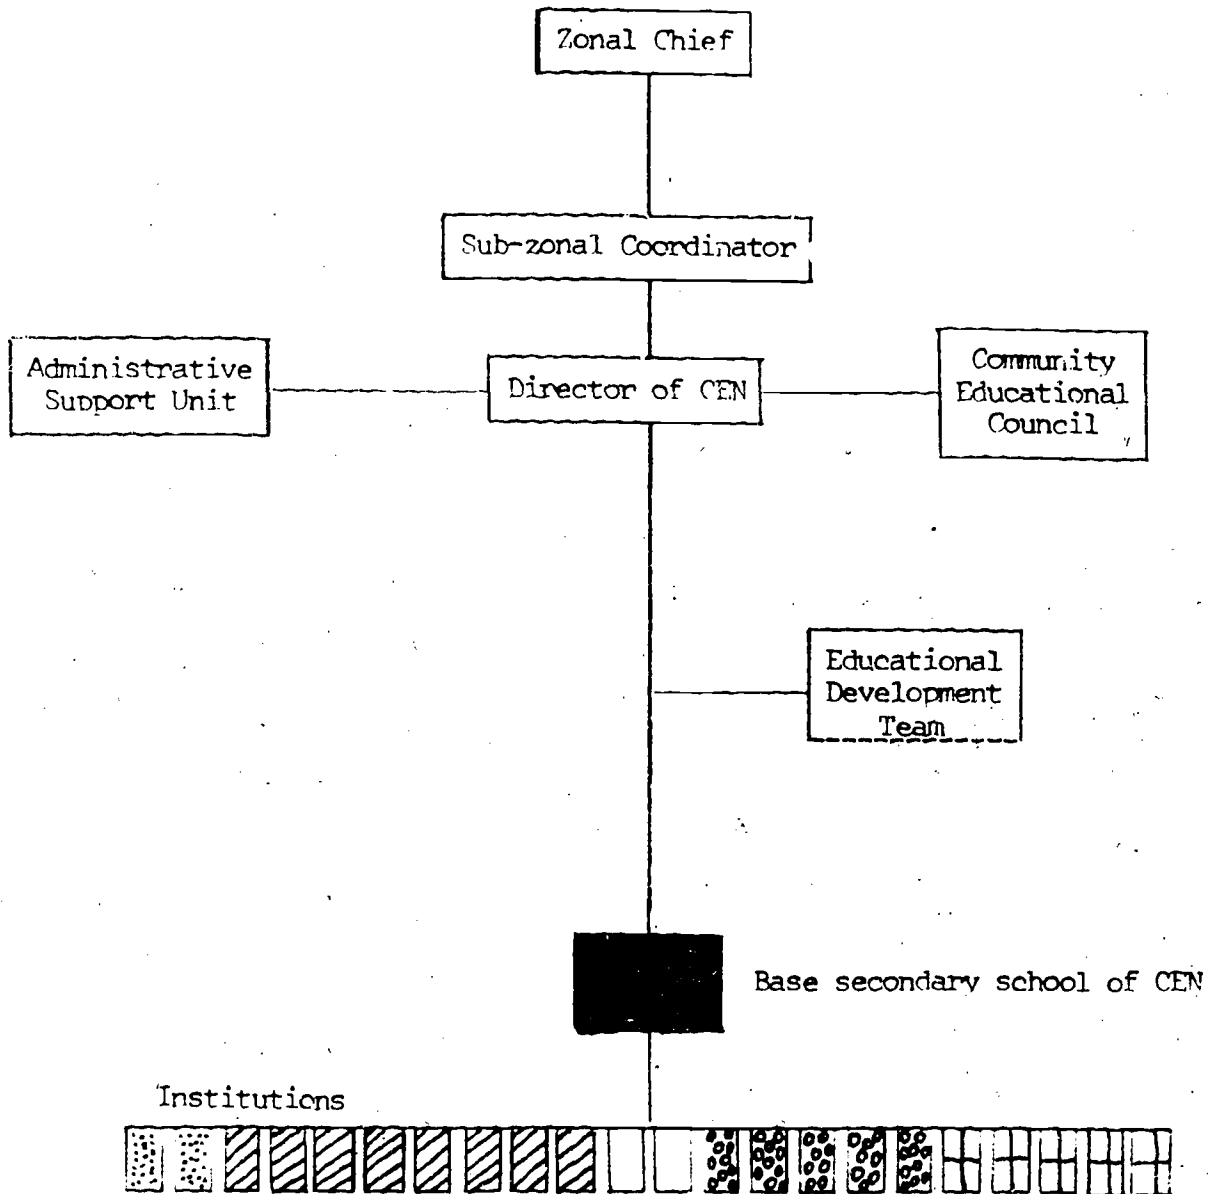 Zonal Chief
Sub-zonal Coordinator
Administrative
Support Unit
Director of CEN
Community
Educational
Council
Educational
Development
Team
Base secondary school of CEN
Institutions